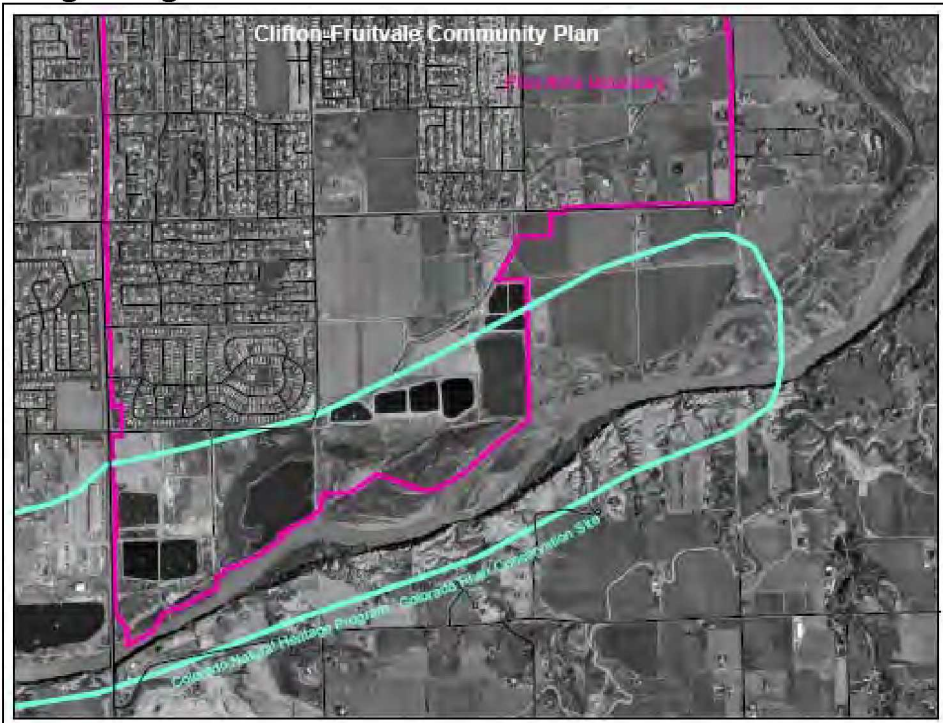 Clifton-Fruitvale Community Plan
Colorado Natural Heritage Program - Colorado River Conservation Site